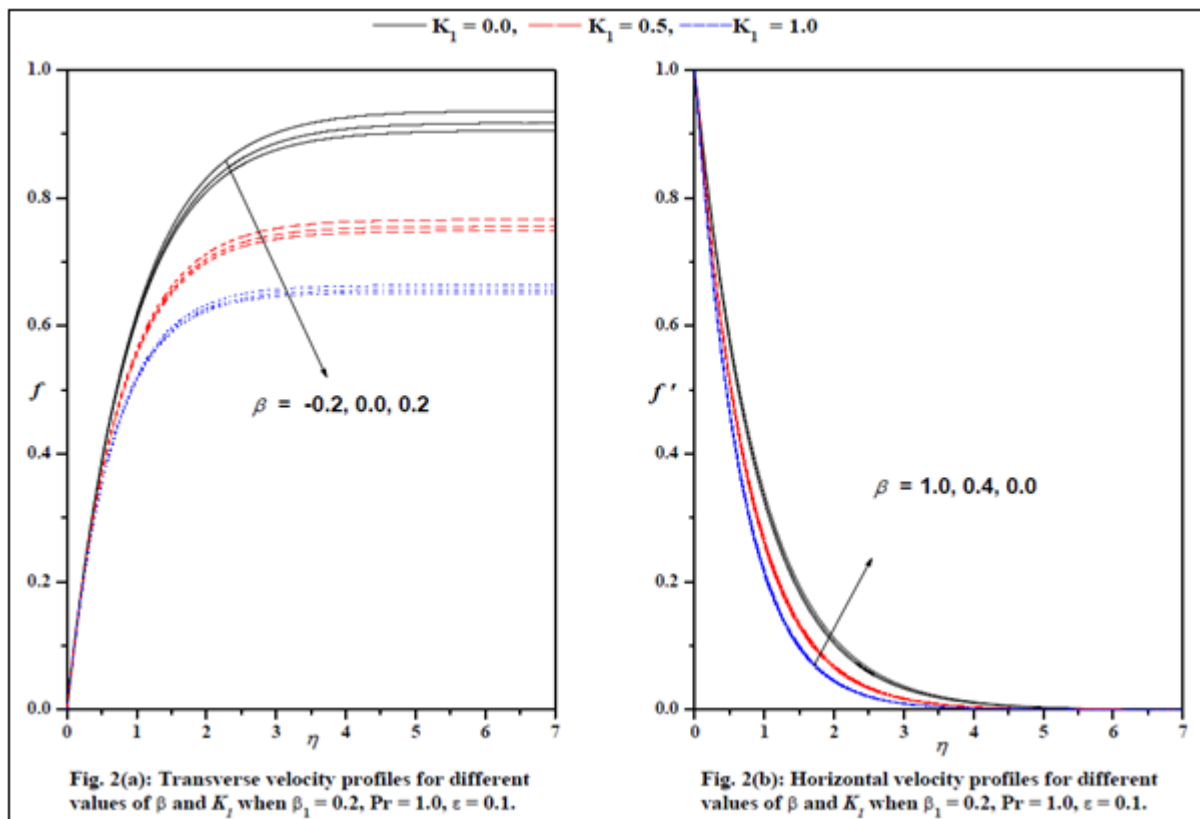 K₁ = 0.0, K₁ = 0.5, K₁ = 1.0
1.0
0.8
0.6
f
0.4
0.2
0.0
β = -0.2, 0.0, 0.2
0 1 2 3 4 5 6 7
η
Fig. 2(a): Transverse velocity profiles for different
values of β and K₁ when β₁ = 0.2, Pr = 1.0, ε = 0.1.
1.0
0.8
0.6
f'
0.4
0.2
0.0
β = 1.0, 0.4, 0.0
0 1 2 3 4 5 6 7
η
Fig. 2(b): Horizontal velocity profiles for different
values of β and K₁ when β₁ = 0.2, Pr = 1.0, ε = 0.1.